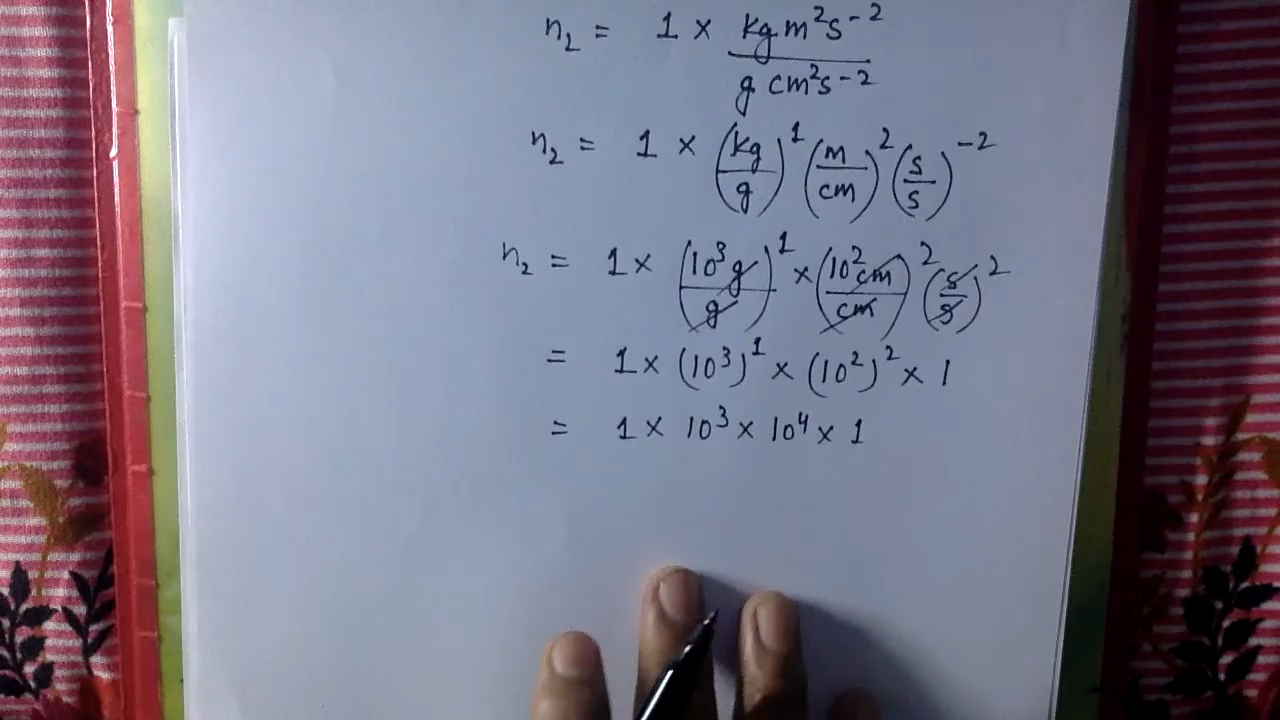 n₂ = 1 × kg m²s⁻² / g cm²s⁻²
n₂ = 1 × (kg/g)¹ (m/cm)² (s/s)⁻²
n₂ = 1 × (10³g/g)¹ × (10²cm/cm)² (s/s)²
= 1 × (10³)¹ × (10²)² × 1
= 1 × 10³ × 10⁴ × 1